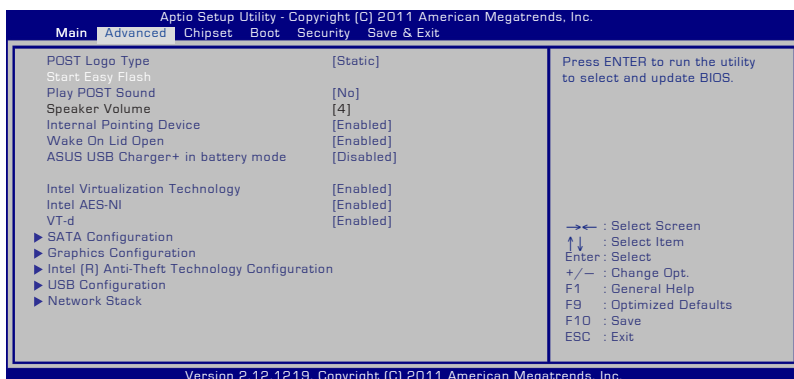 Aptio Setup Utility - Copyright (C) 2011 American Megatrends, Inc.
Main Advanced Chipset Boot Security Save & Exit
POST Logo Type [Static]
Start Easy Flash
Play POST Sound [No]
Speaker Volume [4]
Internal Pointing Device [Enabled]
Wake On Lid Open [Enabled]
ASUS USB Charger+ in battery mode [Disabled]
Intel Virtualization Technology [Enabled]
Intel AES-NI [Enabled]
VT-d [Enabled]
▶ SATA Configuration
▶ Graphics Configuration
▶ Intel (R) Anti-Theft Technology Configuration
▶ USB Configuration
▶ Network Stack
Press ENTER to run the utility
to select and update BIOS.
→← : Select Screen
↑↓ : Select Item
Enter : Select
+/— : Change Opt.
F1 : General Help
F9 : Optimized Defaults
F10 : Save
ESC : Exit
Version 2.12.1219. Copyright (C) 2011 American Megatrends, Inc.